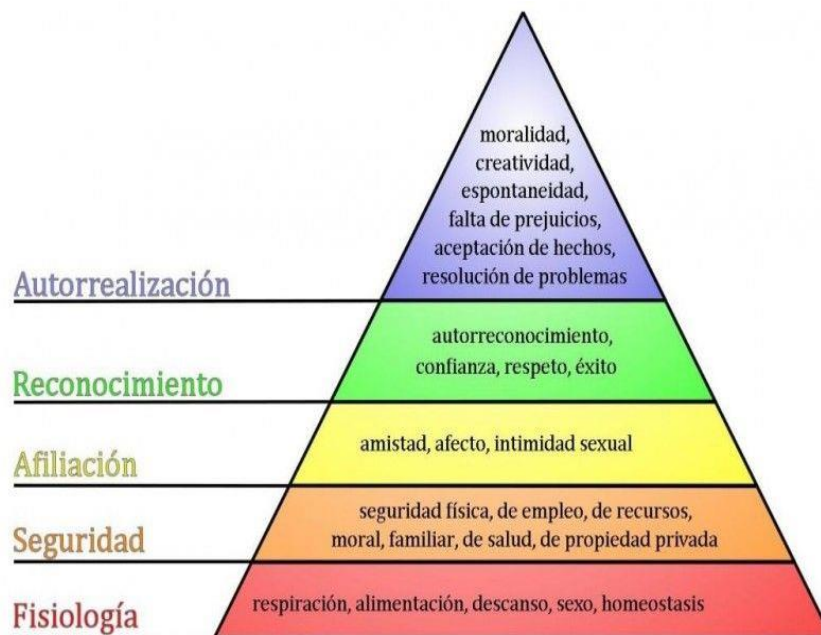 moralidad,
creatividad,
espontaneidad,
falta de prejuicios,
aceptación de hechos,
resolución de problemas
Autorrealización
autorreconocimiento,
confianza, respeto, éxito
Reconocimiento
amistad, afecto, intimidad sexual
Afiliación
seguridad física, de empleo, de recursos,
moral, familiar, de salud, de propiedad privada
Seguridad
respiración, alimentación, descanso, sexo, homeostasis
Fisiología